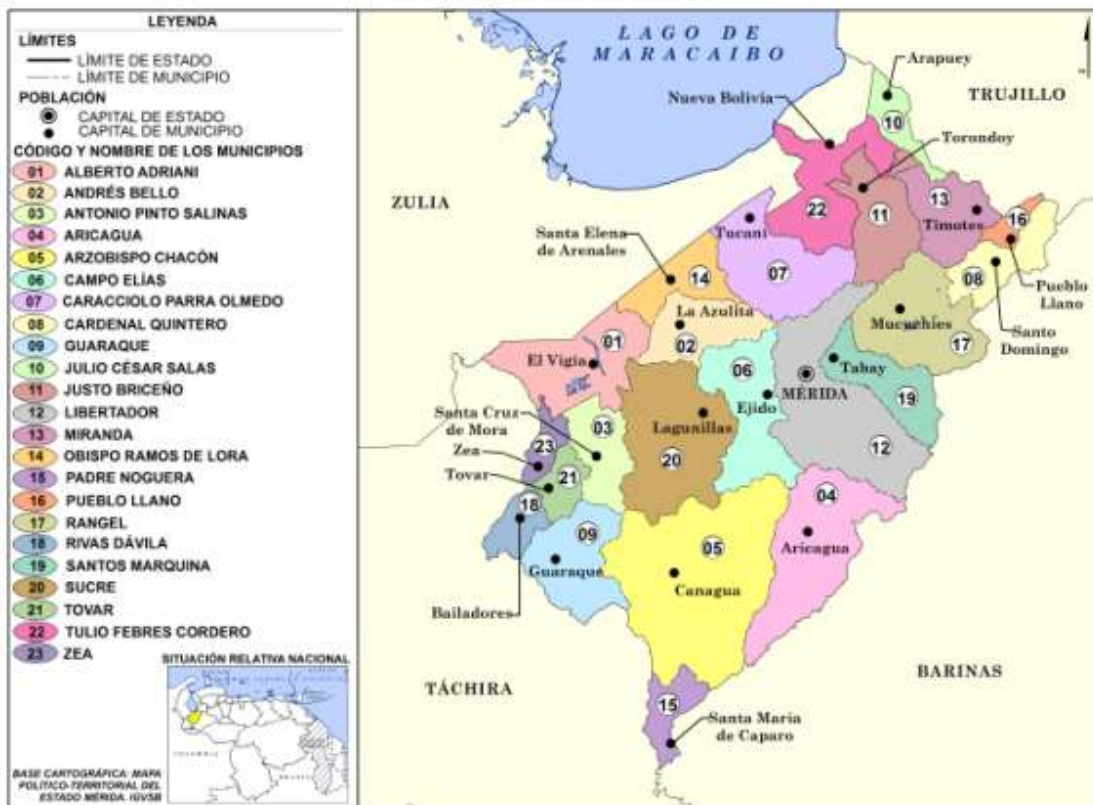 LEYENDA
LÍMITES
LÍMITE DE ESTADO
LÍMITE DE MUNICIPIO
POBLACIÓN
CAPITAL DE ESTADO
CAPITAL DE MUNICIPIO
CÓDIGO Y NOMBRE DE LOS MUNICIPIOS
01 ALBERTO ADRIANI
02 ANDRÉS BELLO
03 ANTONIO PINTO SALINAS
04 ARICAGUA
05 ARZOBISPO CHACÓN
06 CAMPO ELÍAS
07 CARACCIOLO PARRA OLMEDO
08 CARDENAL QUINTERO
09 GUARAQUE
10 JULIO CÉSAR SALAS
11 JUSTO BRICEÑO
12 LIBERTADOR
13 MIRANDA
14 OBISPO RAMOS DE LORA
15 PADRE NOGUERA
16 PUEBLO LLANO
17 RANGEL
18 RIVAS DÁVILA
19 SANTOS MARQUINA
20 SUCRE
21 TOVAR
22 TULIO FEBRES CORDERO
23 ZEA
SITUACIÓN RELATIVA NACIONAL
BASE CARTOGRÁFICA: MAPA
POLÍTICO-TERRITORIAL DEL
ESTADO MÉRIDA. IGVSB
LAGO DE
MARACAIBO
Arapuey
TRUJILLO
Nueva Bolivia
10
Torondoy
ZULIA
22
11
13
Timotes
16
Santa Elena
de Arenales
Tucaní
14
07
08
Pueblo
Llano
La Azulita
02
Mucuchíes
17
Santo
Domingo
01
El Vigía
06
Tabay
MÉRIDA
Ejido
19
Santa Cruz
de Mora
03
Lagunillas
20
12
23
Zea
21
Tovar
18
04
09
05
Aricagua
Guaraque
Canagua
Bailadores
TÁCHIRA
BARINAS
15
Santa María
de Caparo